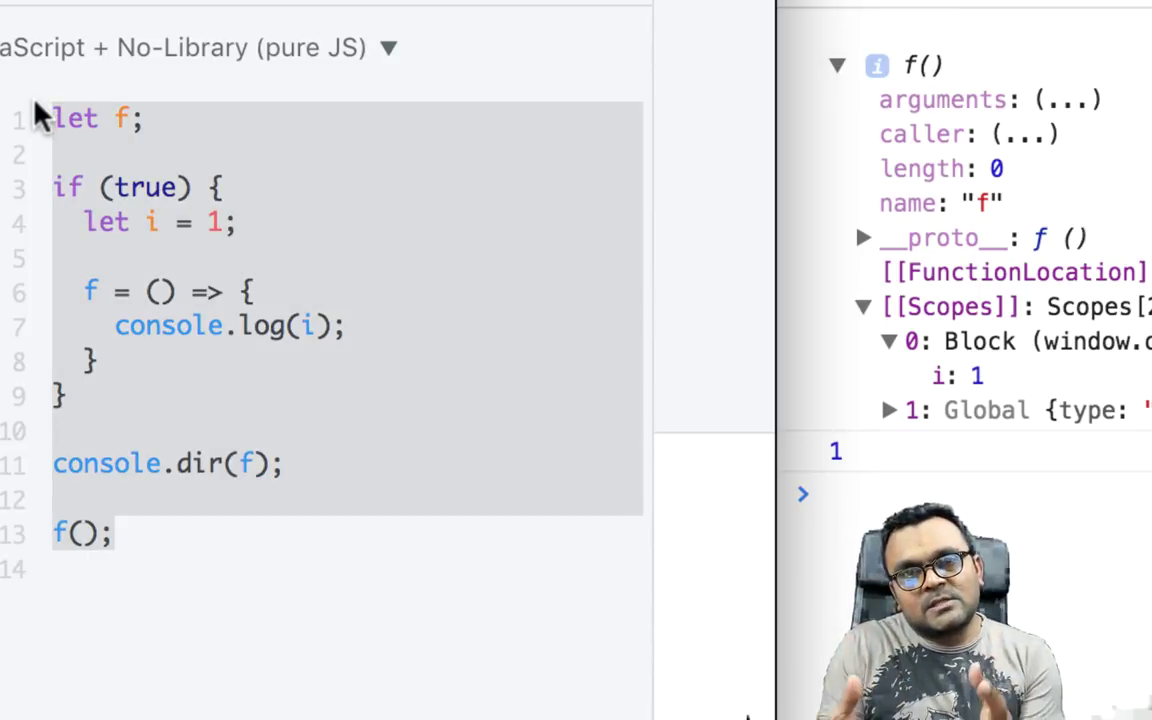 aScript + No-Library (pure JS) ▼
1 let f;
2
3 if (true) {
4 let i = 1;
5
6 f = () => {
7 console.log(i);
8 }
9 }
10
11 console.dir(f);
12
13 f();
14
▼ i f()
arguments: (...)
caller: (...)
length: 0
name: "f"
▶ __proto__: ƒ ()
[[FunctionLocation]
▼ [[Scopes]]: Scopes[2
▼ 0: Block (window.
i: 1
▶ 1: Global {type: "
1
>